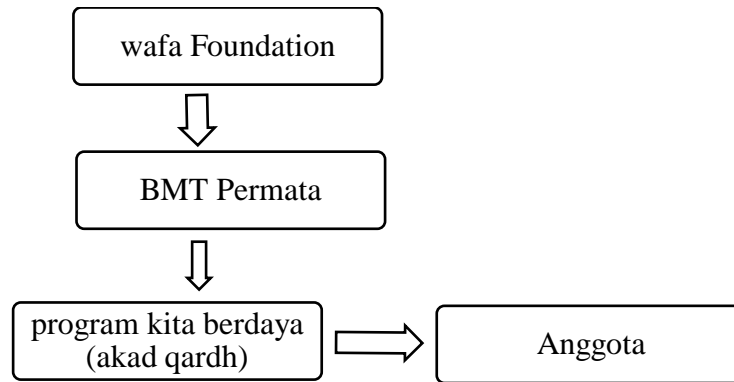 wafa Foundation
BMT Permata
program kita berdaya
(akad qardh)
Anggota